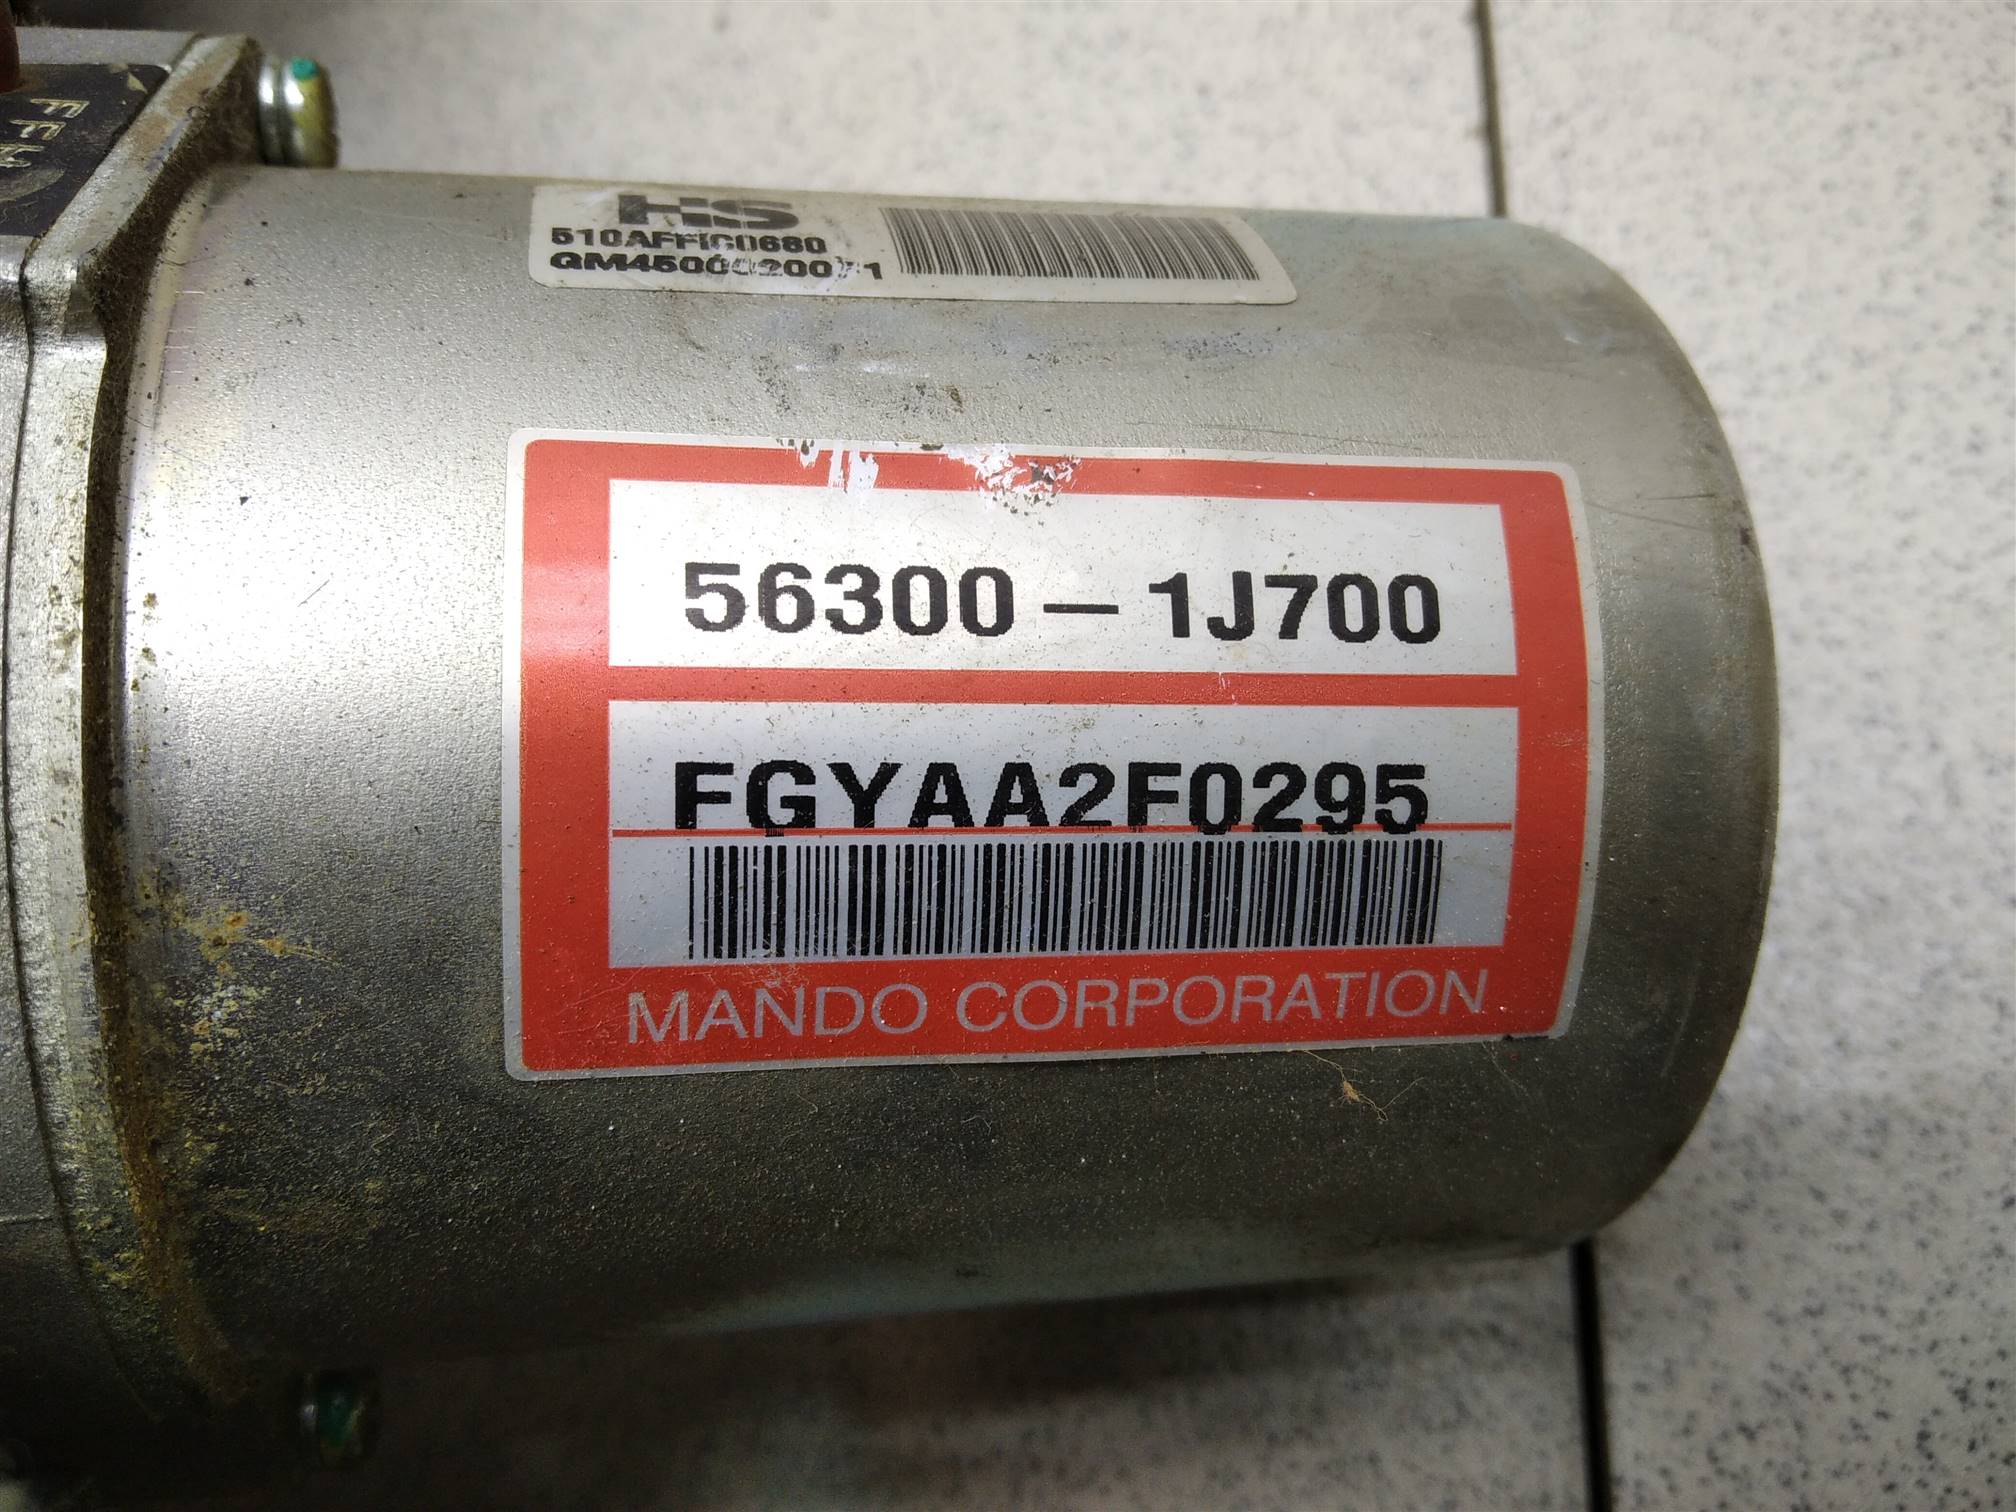 HS
510AFFIC0680
56300-1J700
FGYAA2F0295
MANDO CORPORATION